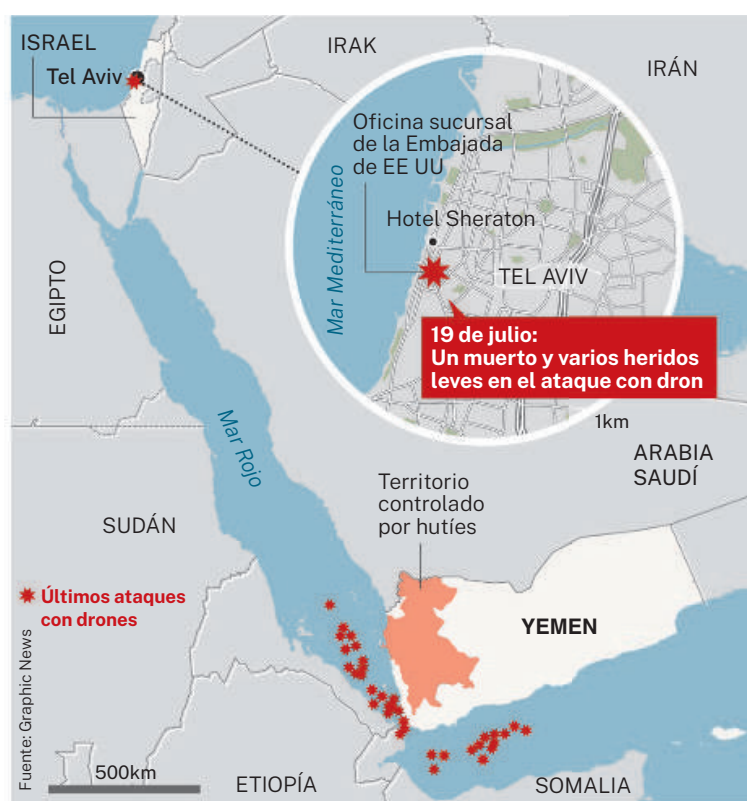 ISRAEL
Tel Aviv
IRAK
IRÁN
Oficina sucursal
de la Embajada
de EE UU
Hotel Sheraton
Mar Mediterráneo
TEL AVIV
19 de julio:
Un muerto y varios heridos
leves en el ataque con dron
1km
EGIPTO
Mar Rojo
ARABIA
SAUDÍ
Territorio
controlado
por hutíes
SUDÁN
Últimos ataques
con drones
YEMEN
Fuente: Graphic News
500km
ETIOPÍA
SOMALIA